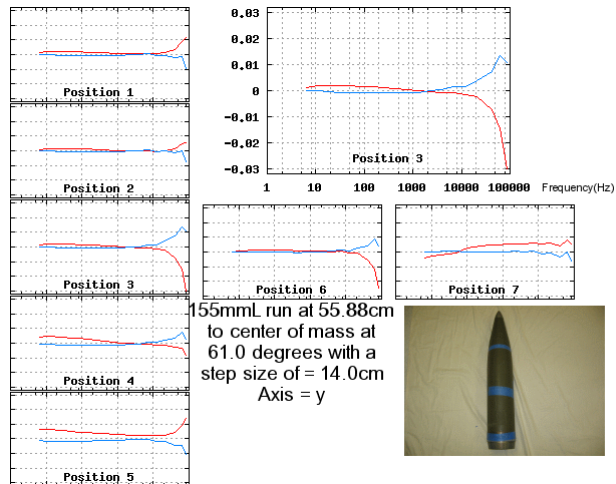 Position 1
Position 2
Position 3
Position 4
Position 5
0.03
0.02
0.01
0
-0.01
-0.02
-0.03
Position 3
1 10 100 1000 10000 100000 Frequency(Hz)
Position 6
Position 7
155mmL run at 55.88cm
to center of mass at
61.0 degrees with a
step size of = 14.0cm
Axis = y